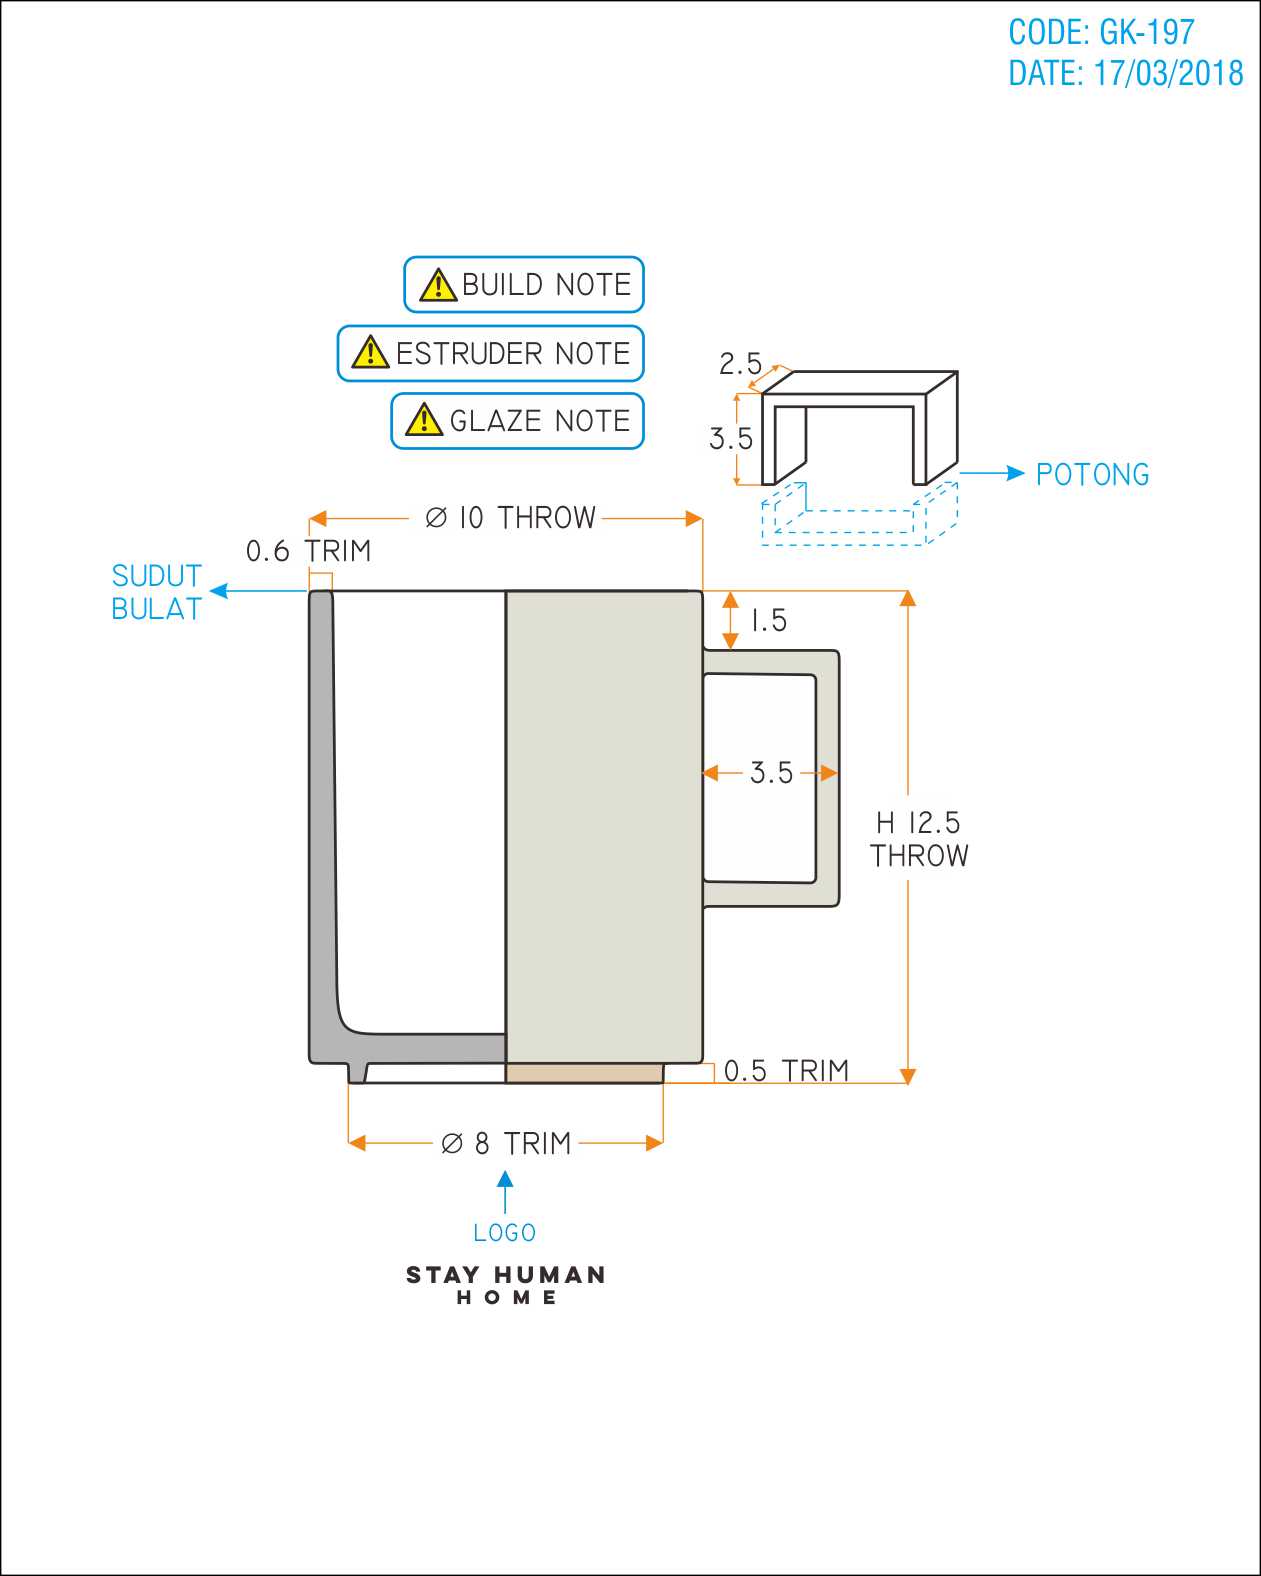 CODE: GK-197
DATE: 17/03/2018
BUILD NOTE
ESTRUDER NOTE
GLAZE NOTE
2.5
3.5
POTONG
Ø 10 THROW
0.6 TRIM
SUDUT
BULAT
1.5
3.5
H 12.5
THROW
0.5 TRIM
Ø 8 TRIM
LOGO
STAY HUMAN
HOME